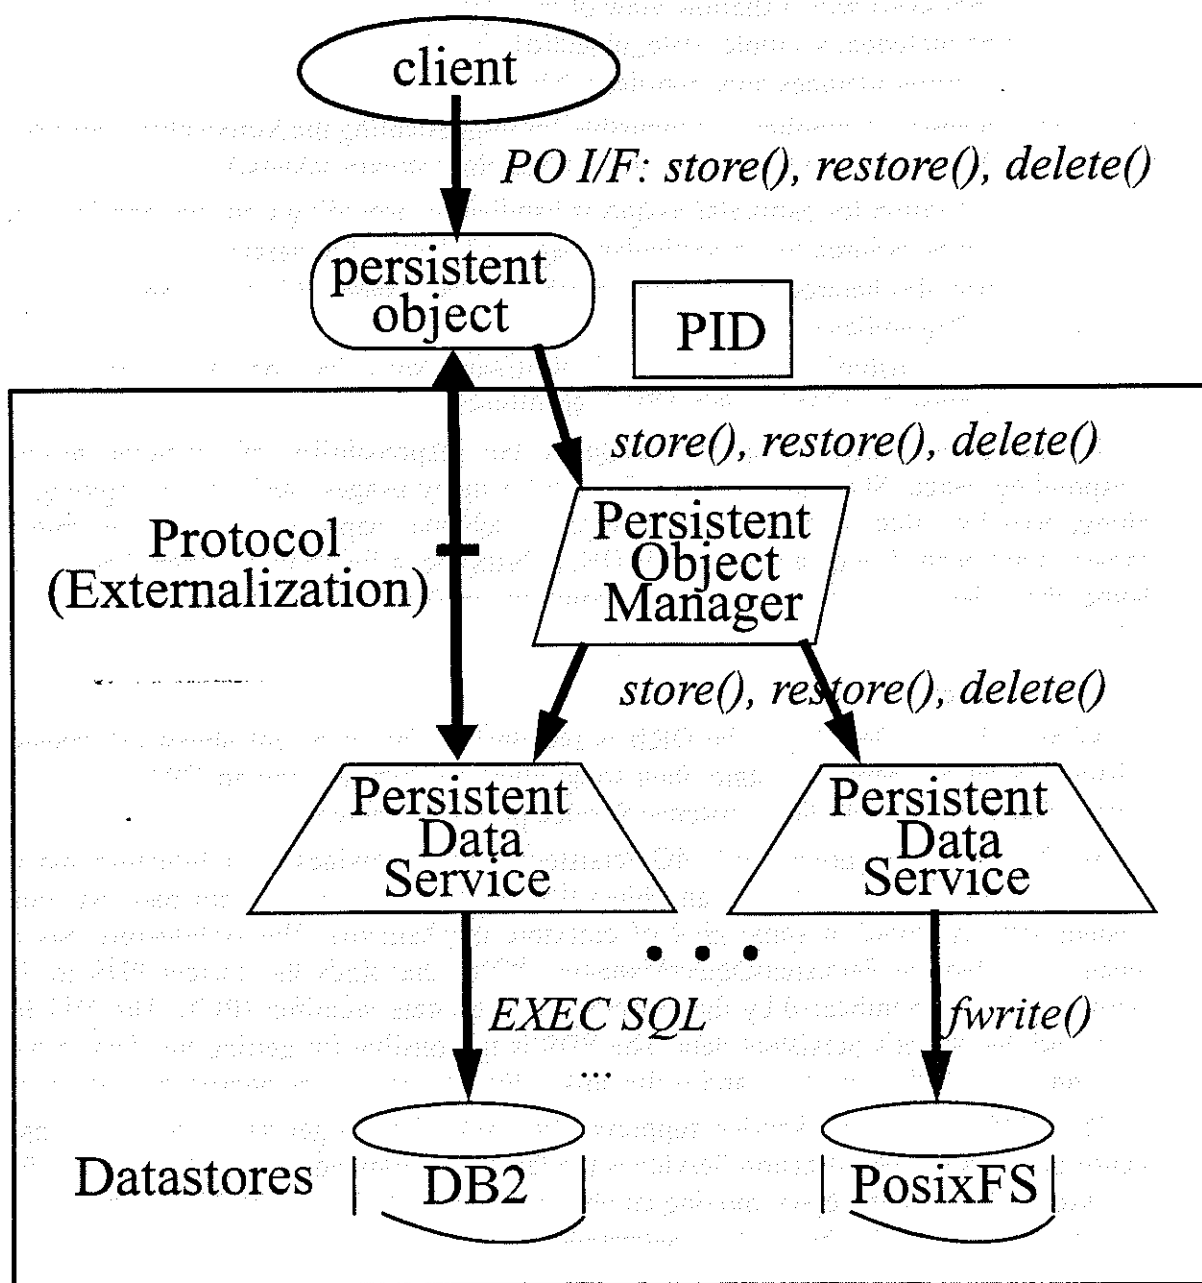 client
PO I/F: store(), restore(), delete()
persistent
object
PID
store(), restore(), delete()
Persistent
Object
Manager
Protocol
(Externalization)
store(), restore(), delete()
Persistent
Data
Service
Persistent
Data
Service
• • •
EXEC SQL
...
fwrite()
Datastores
DB2
PosixFS